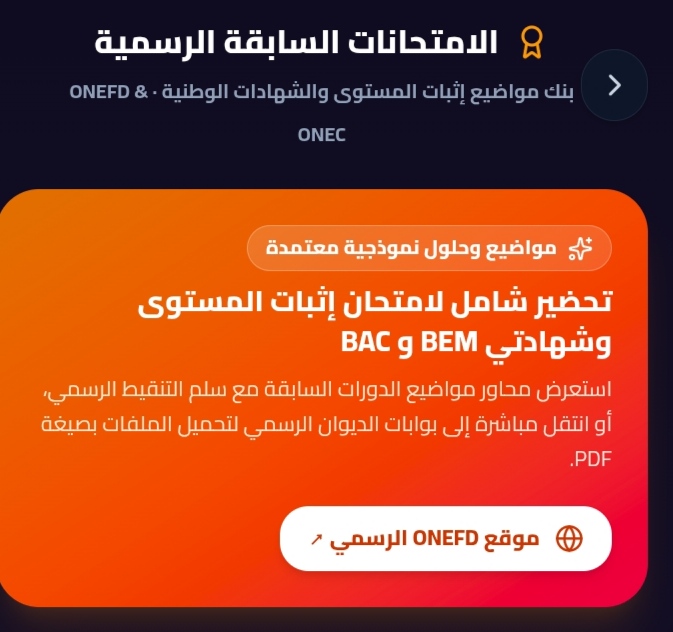 الامتحانات السابقة الرسمية
بنك مواضيع إثبات المستوى والشهادات الوطنية · ONEFD &
ONEC
مواضيع وحلول نموذجية معتمدة
تحضير شامل لامتحان إثبات المستوى
وشهادتي BEM و BAC
استعرض محاور مواضيع الدورات السابقة مع سلم التنقيط الرسمي،
أو انتقل مباشرة إلى بوابات الديوان الرسمي لتحميل الملفات بصيغة
PDF.
موقع ONEFD الرسمي ↗